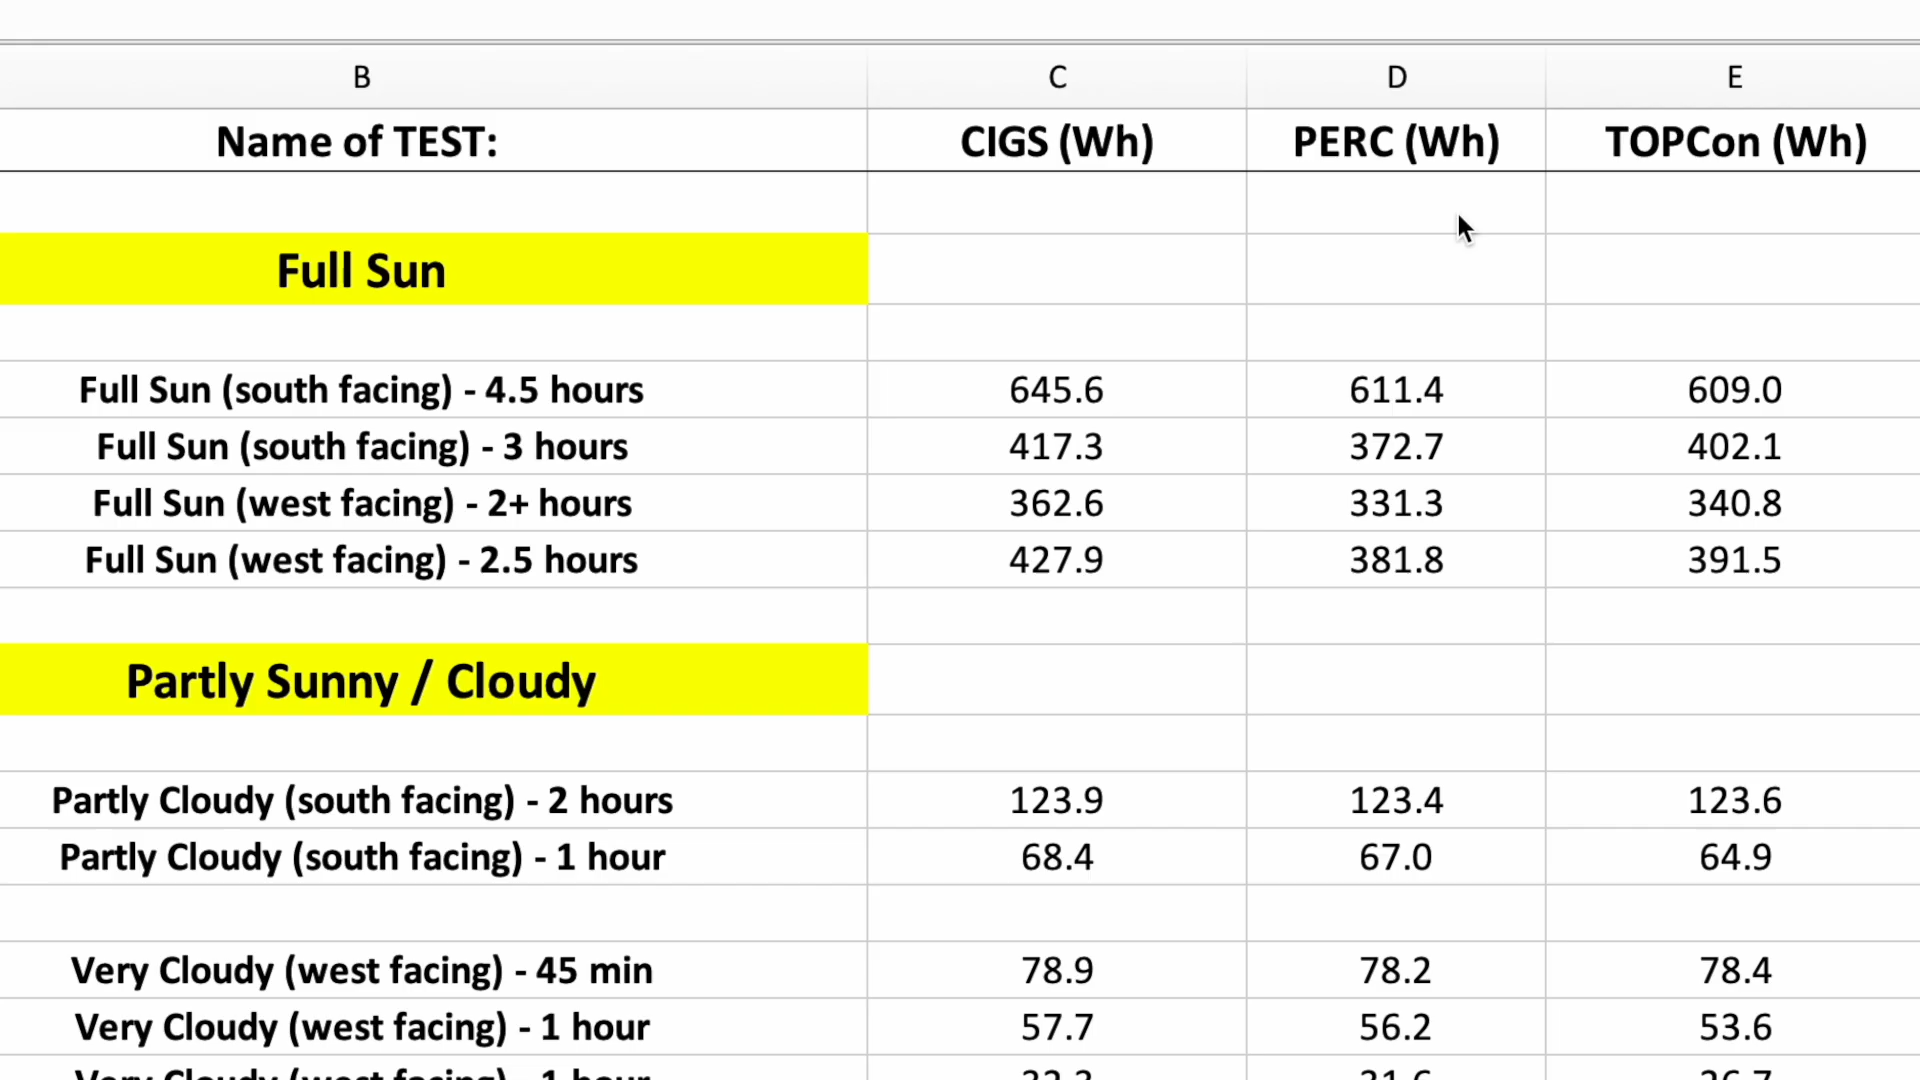 B C D E
Name of TEST: CIGS (Wh) PERC (Wh) TOPCon (Wh)
Full Sun
Full Sun (south facing) - 4.5 hours 645.6 611.4 609.0
Full Sun (south facing) - 3 hours 417.3 372.7 402.1
Full Sun (west facing) - 2+ hours 362.6 331.3 340.8
Full Sun (west facing) - 2.5 hours 427.9 381.8 391.5
Partly Sunny / Cloudy
Partly Cloudy (south facing) - 2 hours 123.9 123.4 123.6
Partly Cloudy (south facing) - 1 hour 68.4 67.0 64.9
Very Cloudy (west facing) - 45 min 78.9 78.2 78.4
Very Cloudy (west facing) - 1 hour 57.7 56.2 53.6